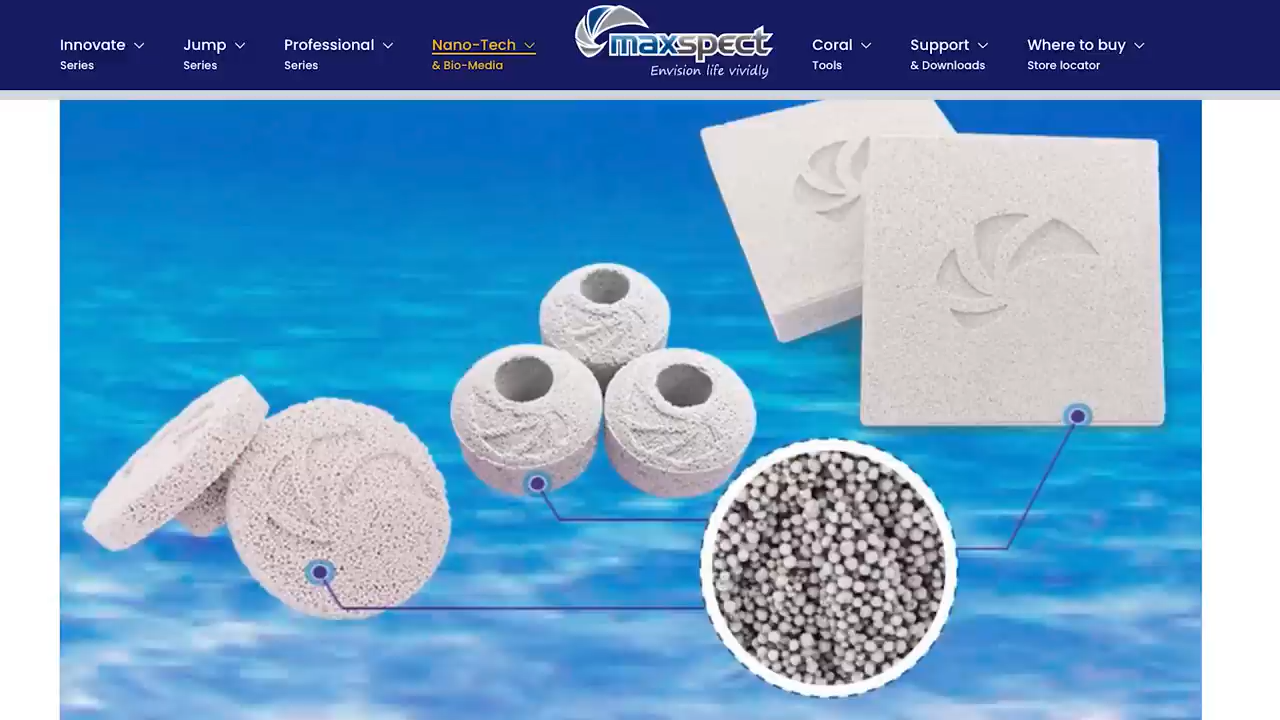 Innovate
Series
Jump
Series
Professional
Series
Nano-Tech
& Bio-Media
maxspect
Envision life vividly
Coral
Tools
Support
& Downloads
Where to buy
Store locator